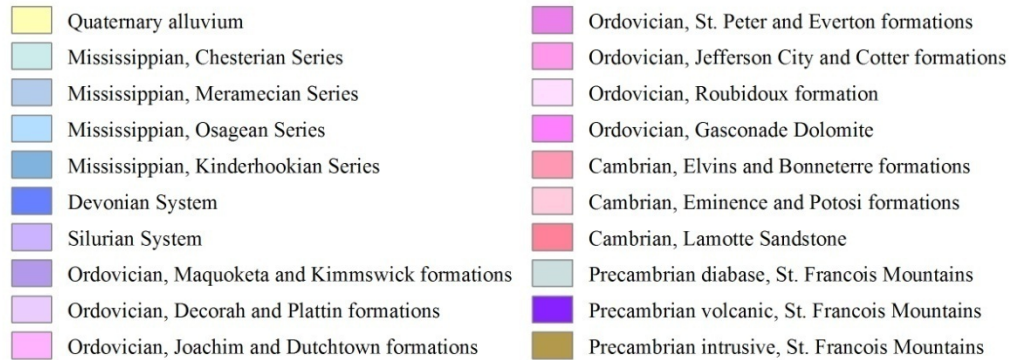 Quaternary alluvium
Mississippian, Chesterian Series
Mississippian, Meramecian Series
Mississippian, Osagean Series
Mississippian, Kinderhookian Series
Devonian System
Silurian System
Ordovician, Maquoketa and Kimmswick formations
Ordovician, Decorah and Plattin formations
Ordovician, Joachim and Dutchtown formations
Ordovician, St. Peter and Everton formations
Ordovician, Jefferson City and Cotter formations
Ordovician, Roubidoux formation
Ordovician, Gasconade Dolomite
Cambrian, Elvins and Bonneterre formations
Cambrian, Eminence and Potosi formations
Cambrian, Lamotte Sandstone
Precambrian diabase, St. Francois Mountains
Precambrian volcanic, St. Francois Mountains
Precambrian intrusive, St. Francois Mountains